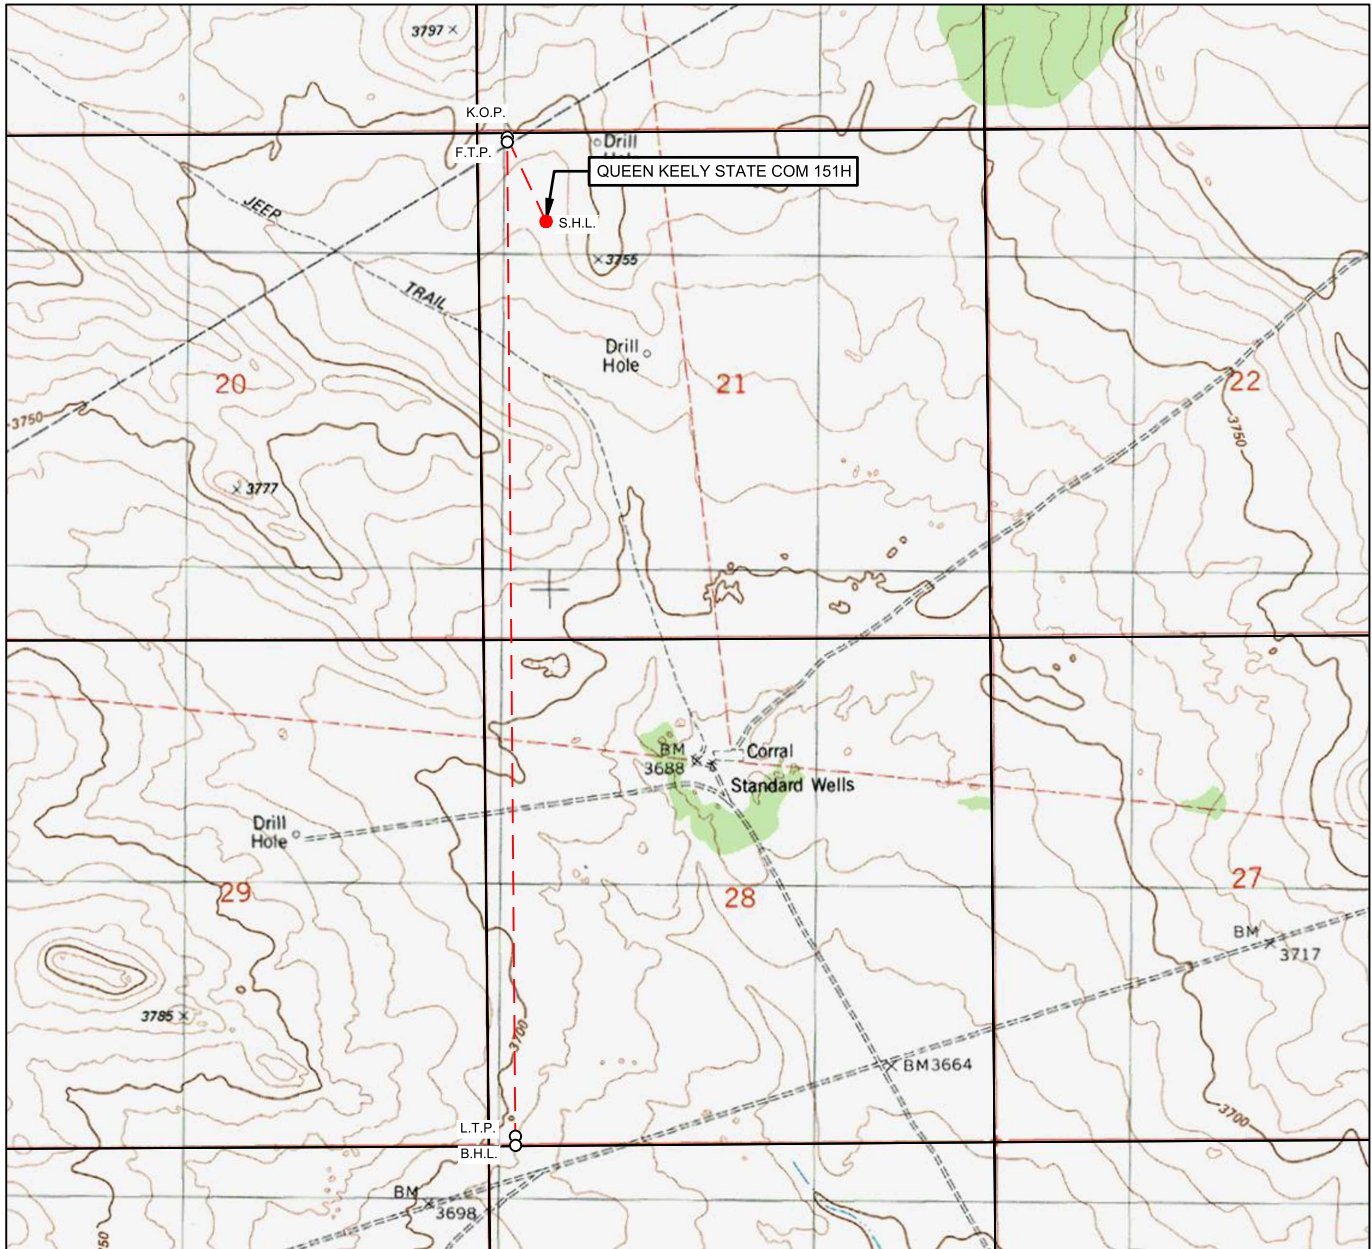 3797
K.O.P.
F.T.P.
Drill
QUEEN KEELY STATE COM 151H
JEEP
S.H.L.
3755
TRAIL
Drill
Hole
20
21
22
3750
3750
3777
BM
3688
Corral
Standard Wells
Drill
Hole
29
28
27
BM
3717
3785
3700
BM3664
3700
L.T.P.
B.H.L.
BM
3698